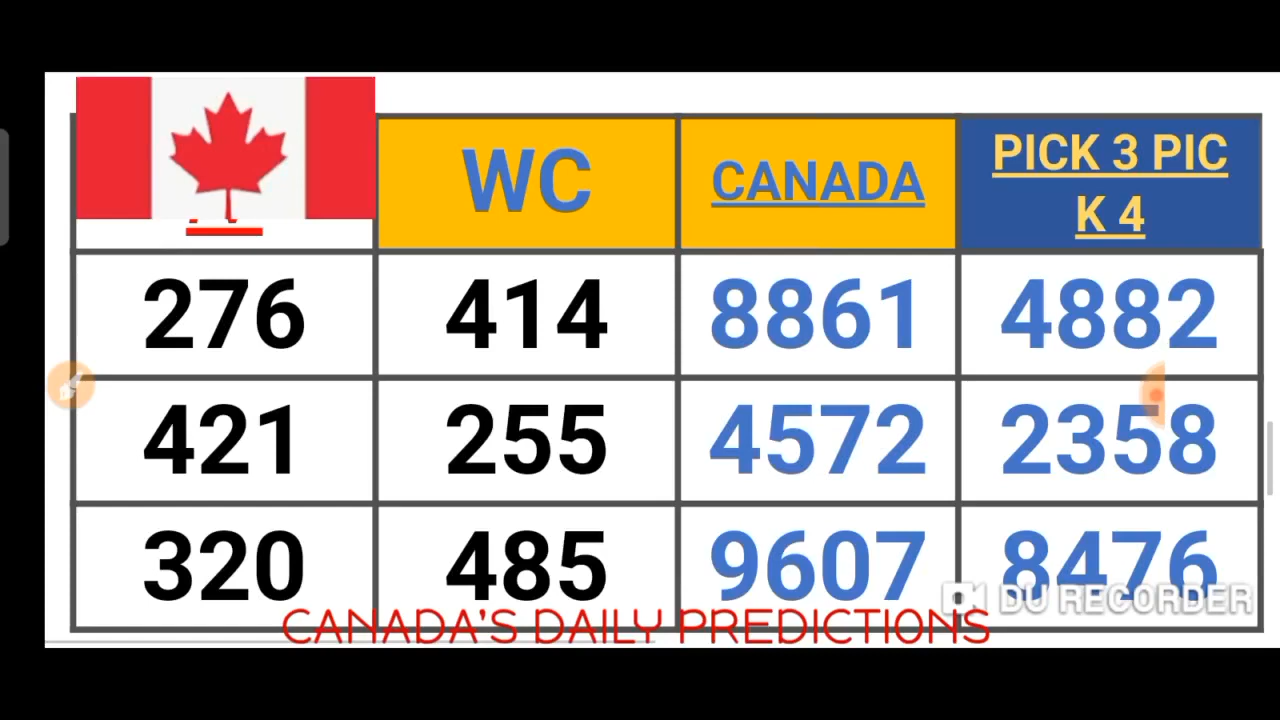 WC
CANADA
PICK 3 PIC
K 4
276 414 8861 4882
421 255 4572 2358
320 485 9607 8476
DU RECORDER
CANADA'S DAILY PREDICTIONS